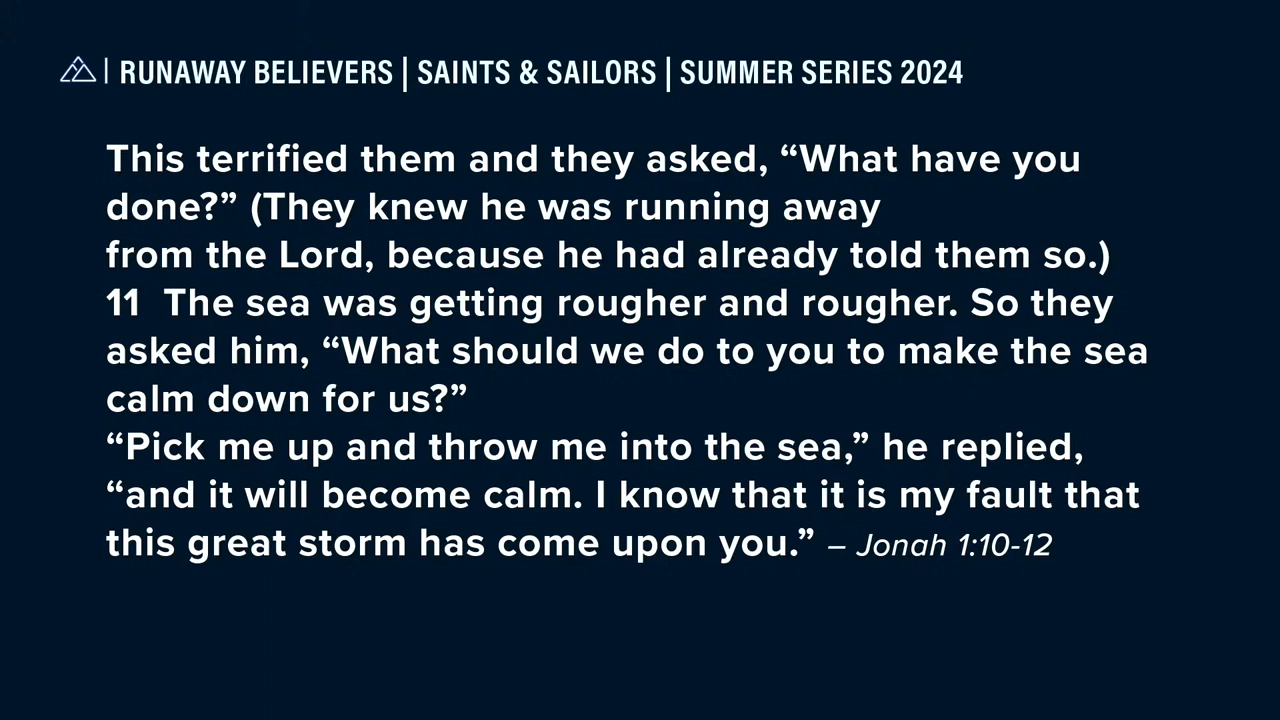 | RUNAWAY BELIEVERS | SAINTS & SAILORS | SUMMER SERIES 2024
This terrified them and they asked, “What have you
done?” (They knew he was running away
from the Lord, because he had already told them so.)
11  The sea was getting rougher and rougher. So they
asked him, “What should we do to you to make the sea
calm down for us?”
“Pick me up and throw me into the sea,” he replied,
“and it will become calm. I know that it is my fault that
this great storm has come upon you.” – Jonah 1:10-12